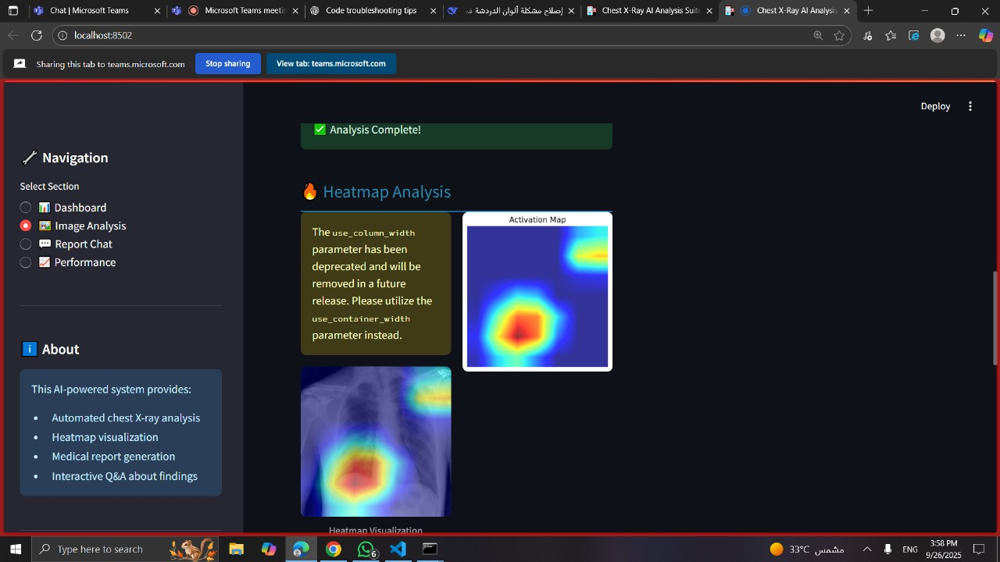 Chat | Microsoft Teams
Microsoft Teams meetin
Code troubleshooting tips
إصلاح مشكلة ألوان الدردشة في
Chest X-Ray AI Analysis Suite
Chest X-Ray AI Analysis
localhost:8502
Sharing this tab to teams.microsoft.com
Stop sharing
View tab: teams.microsoft.com
Deploy
Navigation
Select Section
Dashboard
Image Analysis
Report Chat
Performance
About
This AI-powered system provides:
• Automated chest X-ray analysis
• Heatmap visualization
• Medical report generation
• Interactive Q&A about findings
Analysis Complete!
Heatmap Analysis
The use_column_width
parameter has been
deprecated and will be
removed in a future
release. Please utilize the
use_container_width
parameter instead.
Activation Map
Heatmap Visualization
Type here to search
6
33°C مشمس
ENG
3:58 PM
9/26/2025